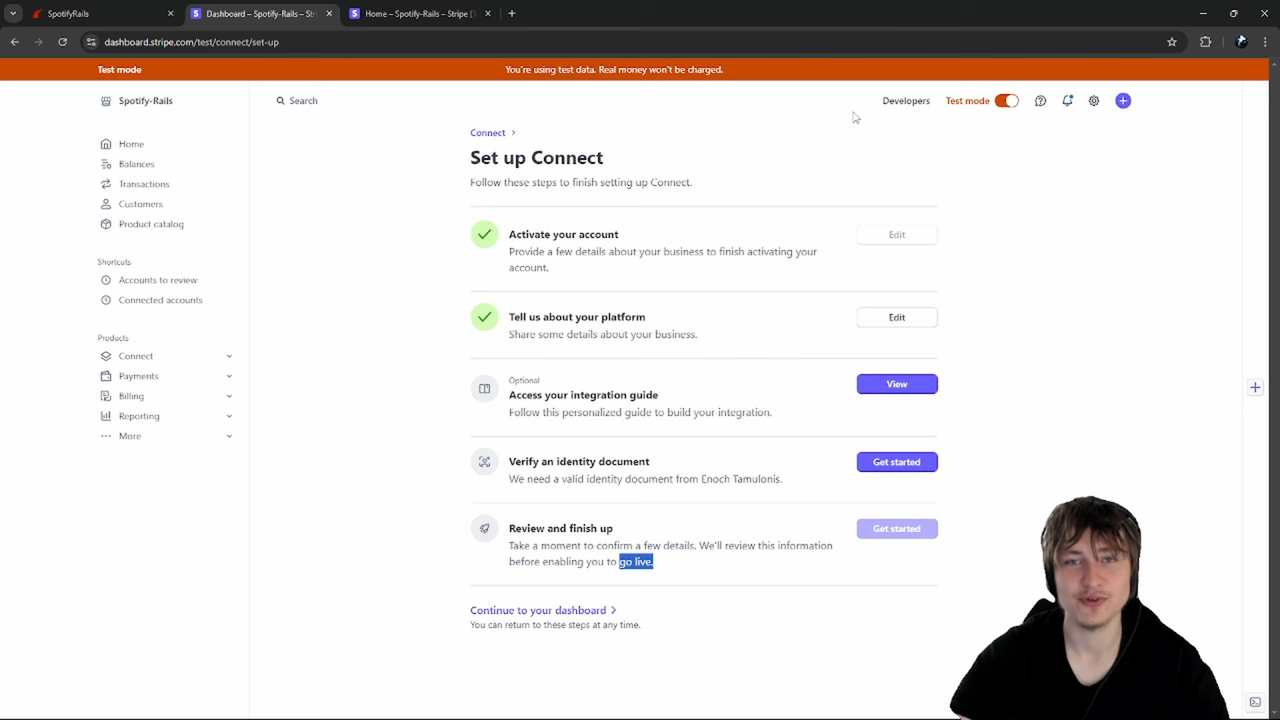 SpotifyRails
Dashboard – Spotify-Rails – Str
Home – Spotify-Rails – Stripe [T
dashboard.stripe.com/test/connect/set-up
Test mode
You're using test data. Real money won't be charged.
Spotify-Rails
Search
Developers
Test mode
Home
Balances
Transactions
Customers
Product catalog
Shortcuts
Accounts to review
Connected accounts
Products
Connect
Payments
Billing
Reporting
More
Connect
Set up Connect
Follow these steps to finish setting up Connect.
Activate your account
Provide a few details about your business to finish activating your
account.
Edit
Tell us about your platform
Share some details about your business.
Edit
Optional
Access your integration guide
Follow this personalized guide to build your integration.
View
Verify an identity document
We need a valid identity document from Enoch Tamulonis.
Get started
Review and finish up
Take a moment to confirm a few details. We'll review this information
before enabling you to go live.
Get started
Continue to your dashboard
You can return to these steps at any time.